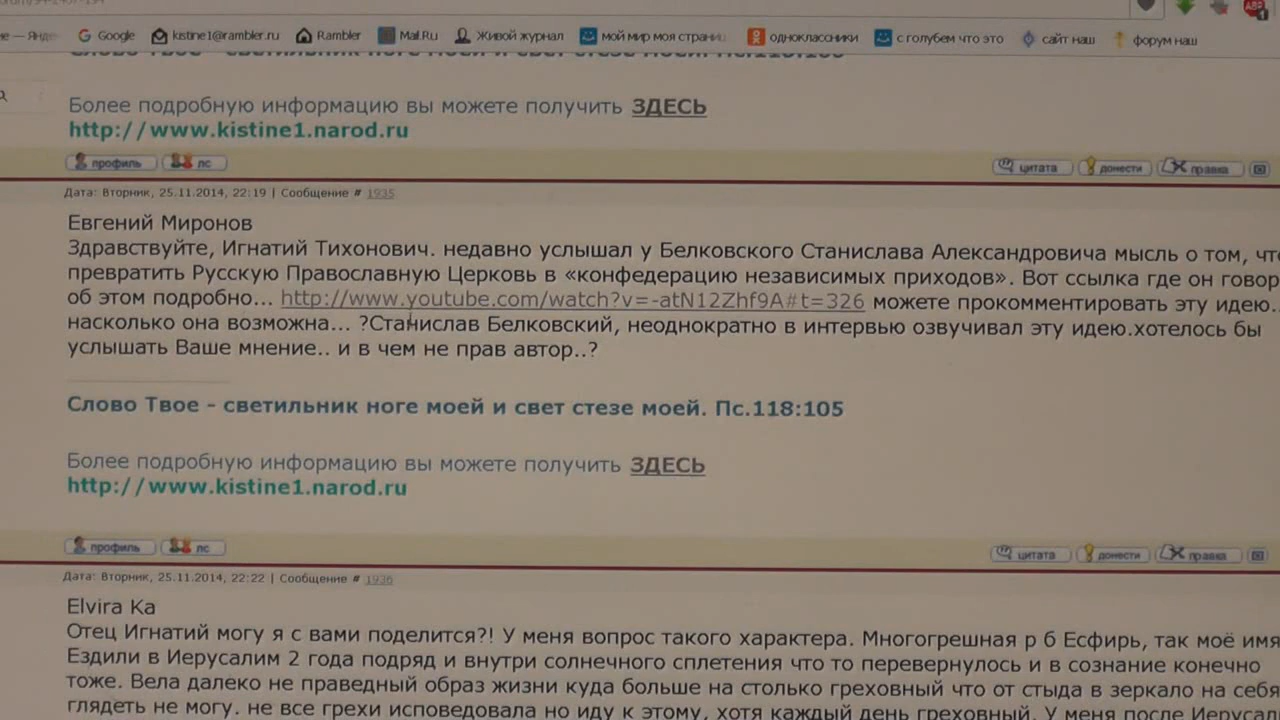 Google kistine1@rambler.ru Rambler Mail.Ru Живой журнал мой мир моя страниц одноклассники с голубем что это сайт наш форум наш
Более подробную информацию вы можете получить ЗДЕСЬ
http://www.kistine1.narod.ru
профиль лс цитата донести правка
Дата: Вторник, 25.11.2014, 22:19 | Сообщение # 1935
Евгений Миронов
Здравствуйте, Игнатий Тихонович. недавно услышал у Белковского Станислава Александровича мысль о том, что
превратить Русскую Православную Церковь в «конфедерацию независимых приходов». Вот ссылка где он говор
об этом подробно... http://www.youtube.com/watch?v=-atN12Zhf9A#t=326 можете прокомментировать эту идею..
насколько она возможна... ?Станислав Белковский, неоднократно в интервью озвучивал эту идею.хотелось бы
услышать Ваше мнение.. и в чем не прав автор..?
Слово Твое - светильник ноге моей и свет стезе моей. Пс.118:105
Более подробную информацию вы можете получить ЗДЕСЬ
http://www.kistine1.narod.ru
профиль лс цитата донести правка
Дата: Вторник, 25.11.2014, 22:22 | Сообщение # 1936
Elvira Ka
Отец Игнатий могу я с вами поделится?! У меня вопрос такого характера. Многогрешная р б Есфирь, так моё имя
Ездили в Иерусалим 2 года подряд и внутри солнечного сплетения что то перевернулось и в сознание конечно
тоже. Вела далеко не праведный образ жизни куда больше на столько греховный что от стыда в зеркало на себя
глядеть не могу. не все грехи исповедовала но иду к этому, хотя каждый день греховный. У меня после Иерусал